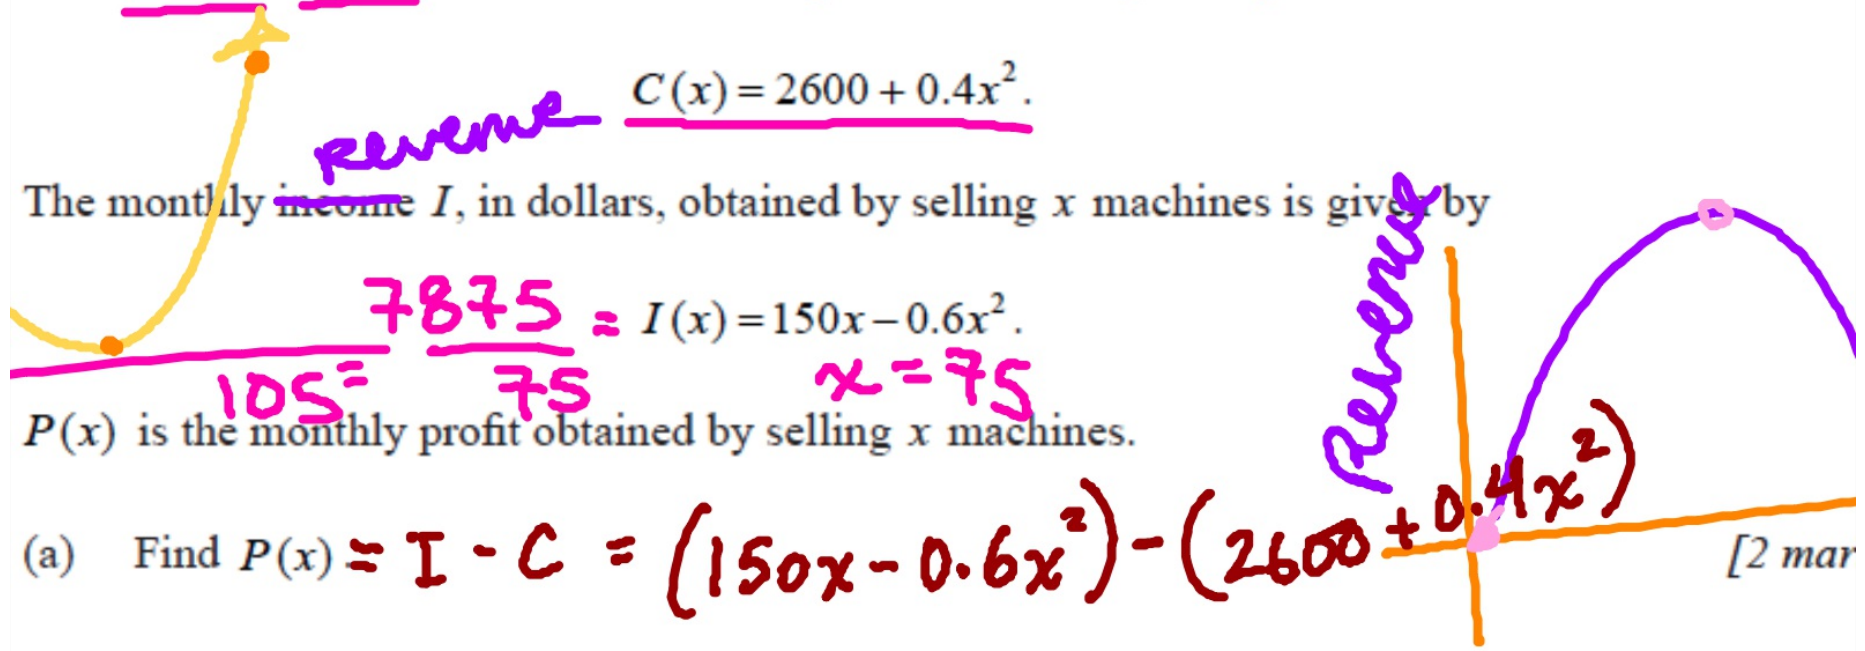 C(x) = 2600 + 0.4x².
Revenue
The monthly income I, in dollars, obtained by selling x machines is given by
7875 = I(x) = 150x − 0.6x².
105 = 75 x = 75
Revenue
P(x) is the monthly profit obtained by selling x machines.
(a) Find P(x) = I - C = (150x - 0.6x²) - (2600 + 0.4x²)
[2 mar